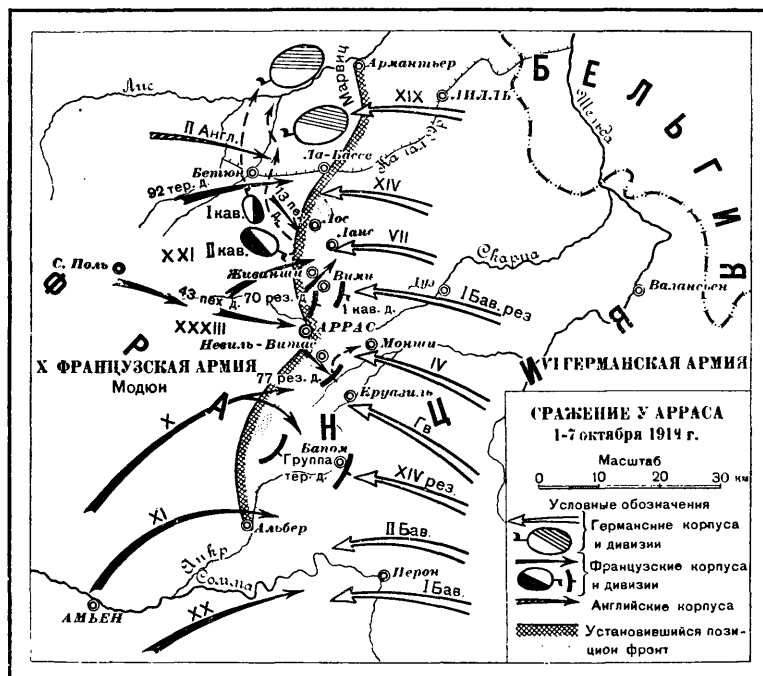 Армантьер
БЕЛЬГИЯ
Лис
Марвиц
XIX
ЛИЛЛЬ
Шельда
II Англ.
Канал
Ла-Бассе
Бетюн
92 тер. д.
XIV
13 пех.
д.
I кав.
Лос
Ланс
VII
XXI
II кав.
Скарпа
С. Поль
Живанши
Вими
43 пех. д.
70 рез. д.
I кав. д.
Дуэ
I Бав. рез
Валансьен
XXXIII
АРРАС
Невиль-Витас
Монши
ФРАНЦИЯ
X ФРАНЦУЗСКАЯ АРМИЯ
Модюи
IV
VI ГЕРМАНСКАЯ АРМИЯ
77 рез. д.
Круазиль
X
Гв
Бапом
Группа
тер. д.
XIV рез.
XI
Альбер
II Бав.
Анкр
Сомма
Перон
I Бав.
АМЬЕН
XX
СРАЖЕНИЕ У АРРАСА
1-7 октября 1914 г.
Масштаб
0 10 20 30 км
Условные обозначения
Германские корпуса
и дивизии
Французские корпуса
и дивизии
Английские корпуса
Установившийся пози-
цион фронт